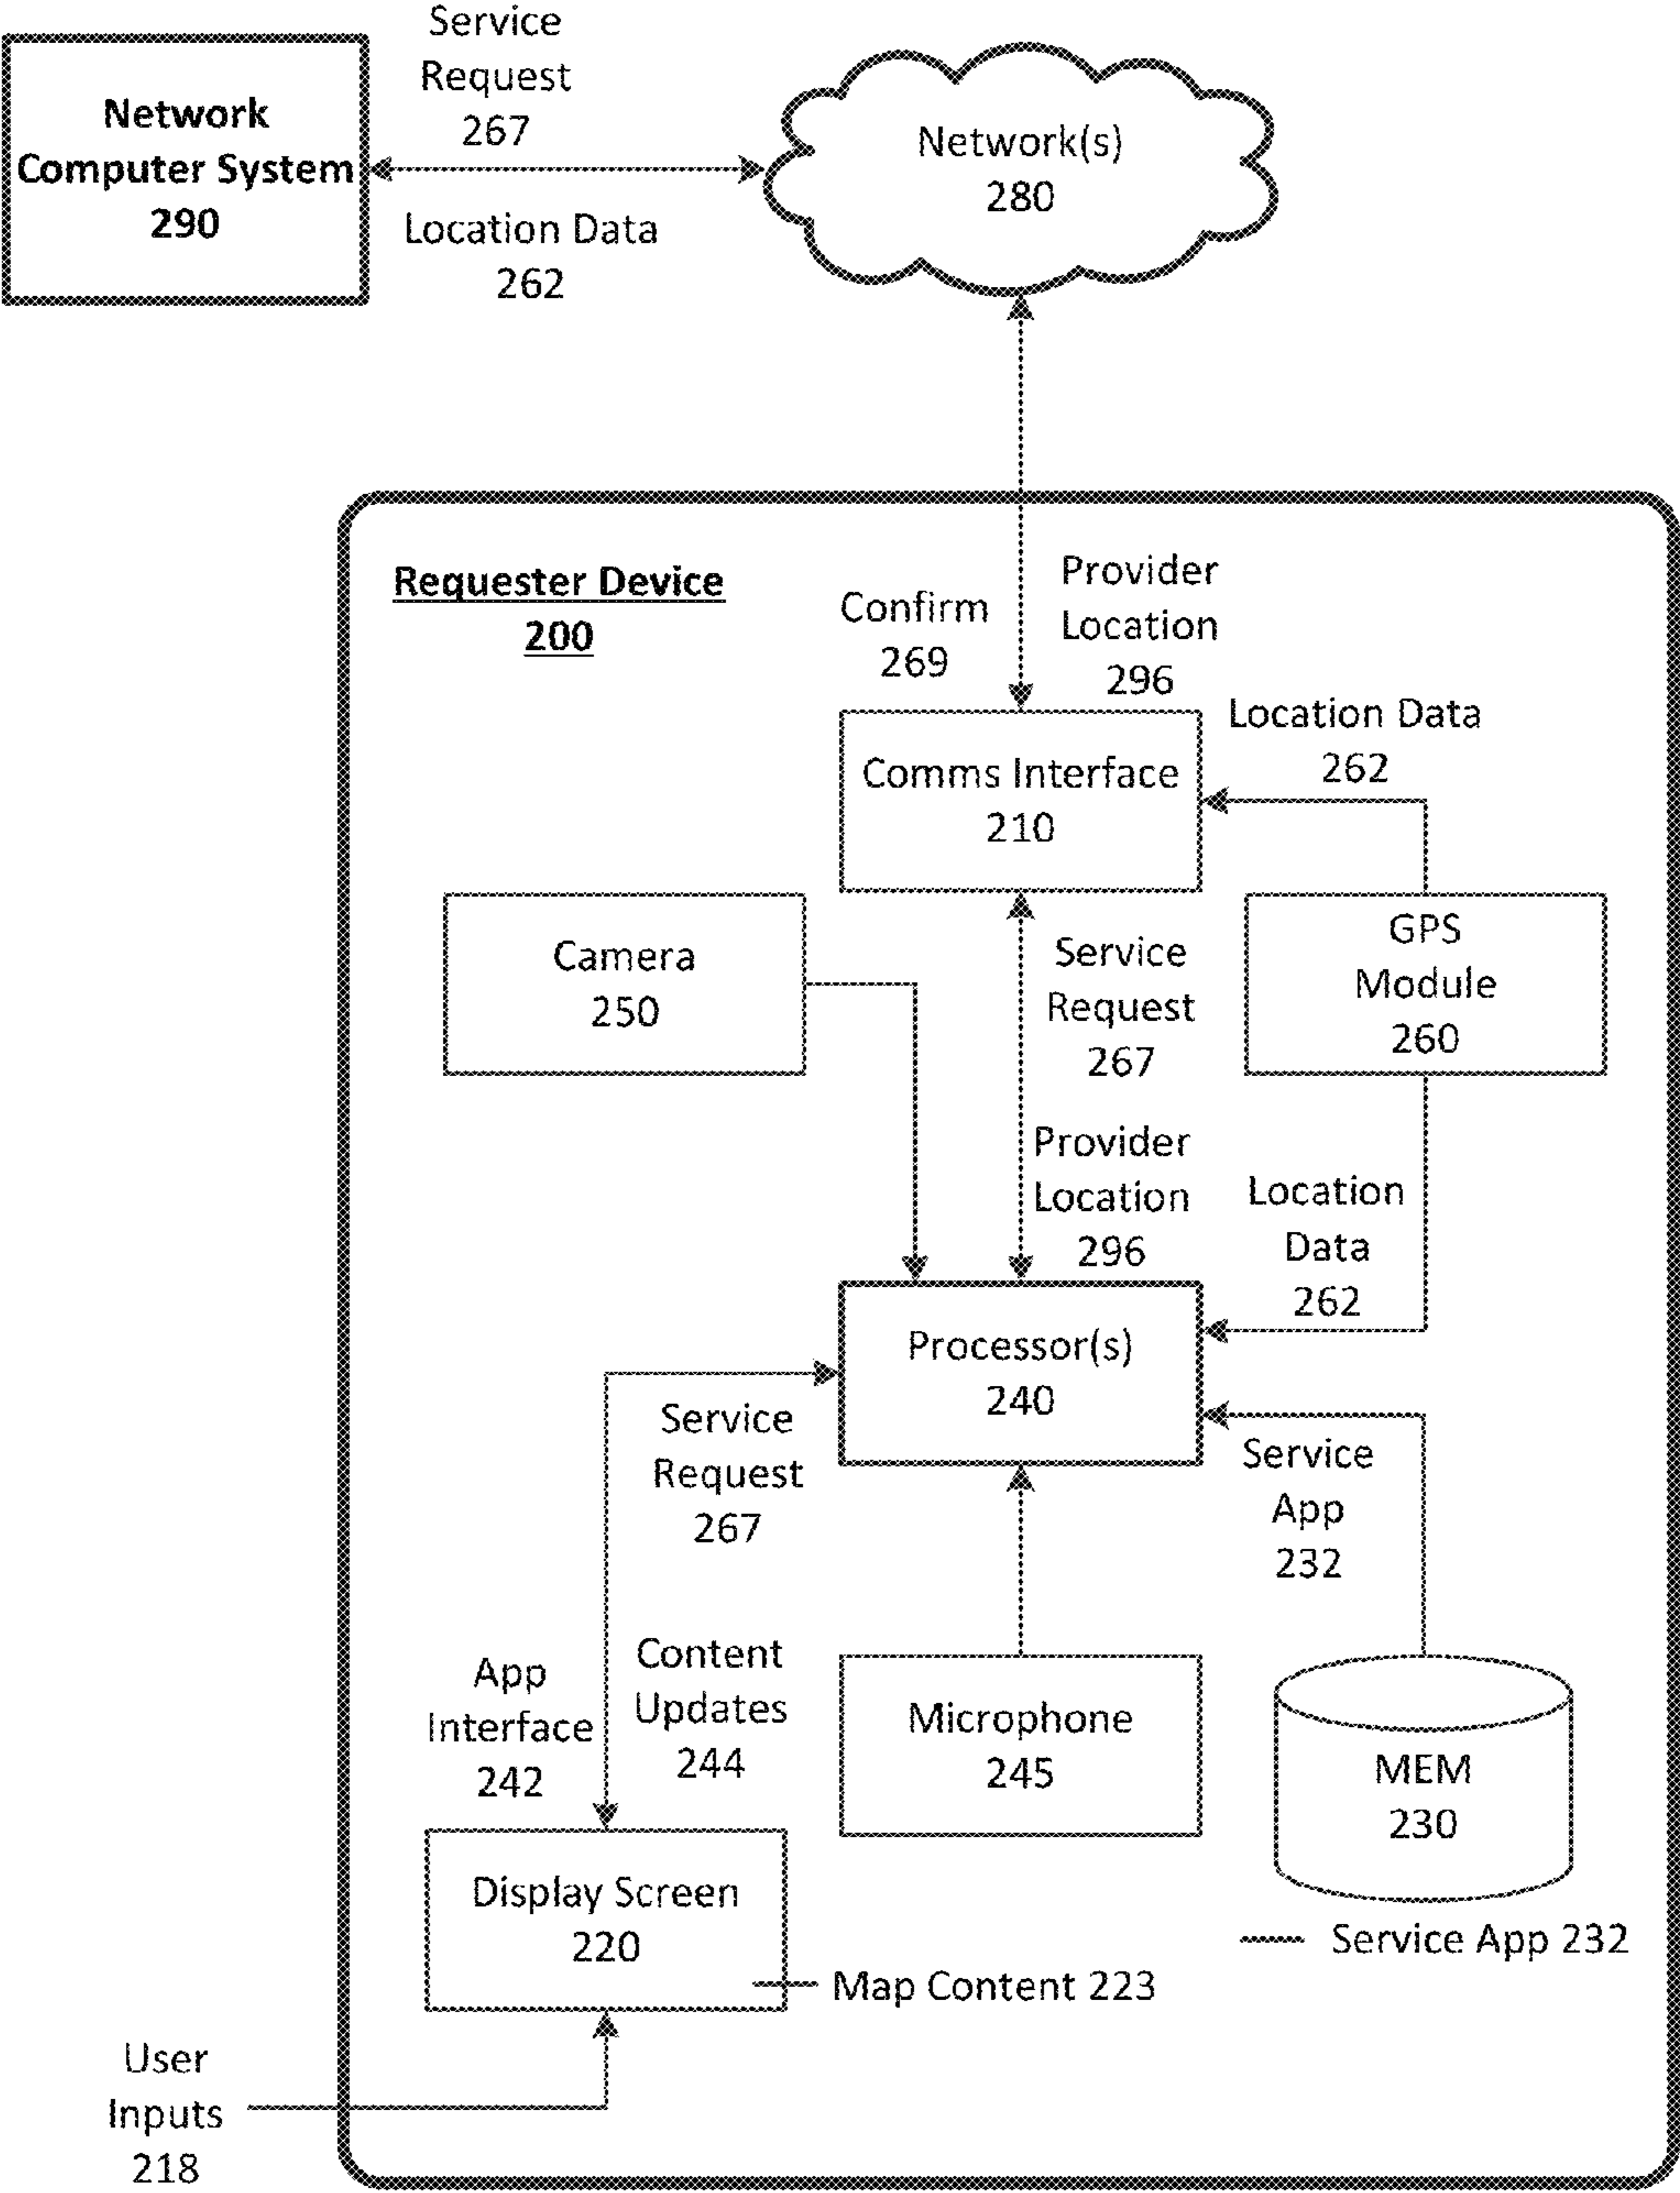 Service
Request
267
Network
Computer System
290
Location Data
262
Network(s)
280
Requester Device
200
Confirm
269
Provider
Location
296
Comms Interface
210
Location Data
262
Camera
250
Service
Request
267
GPS
Module
260
Provider
Location
296
Location
Data
262
Processor(s)
240
Service
Request
267
Service
App
232
App
Interface
242
Content
Updates
244
Microphone
245
MEM
230
Display Screen
220
Service App 232
Map Content 223
User
Inputs
218